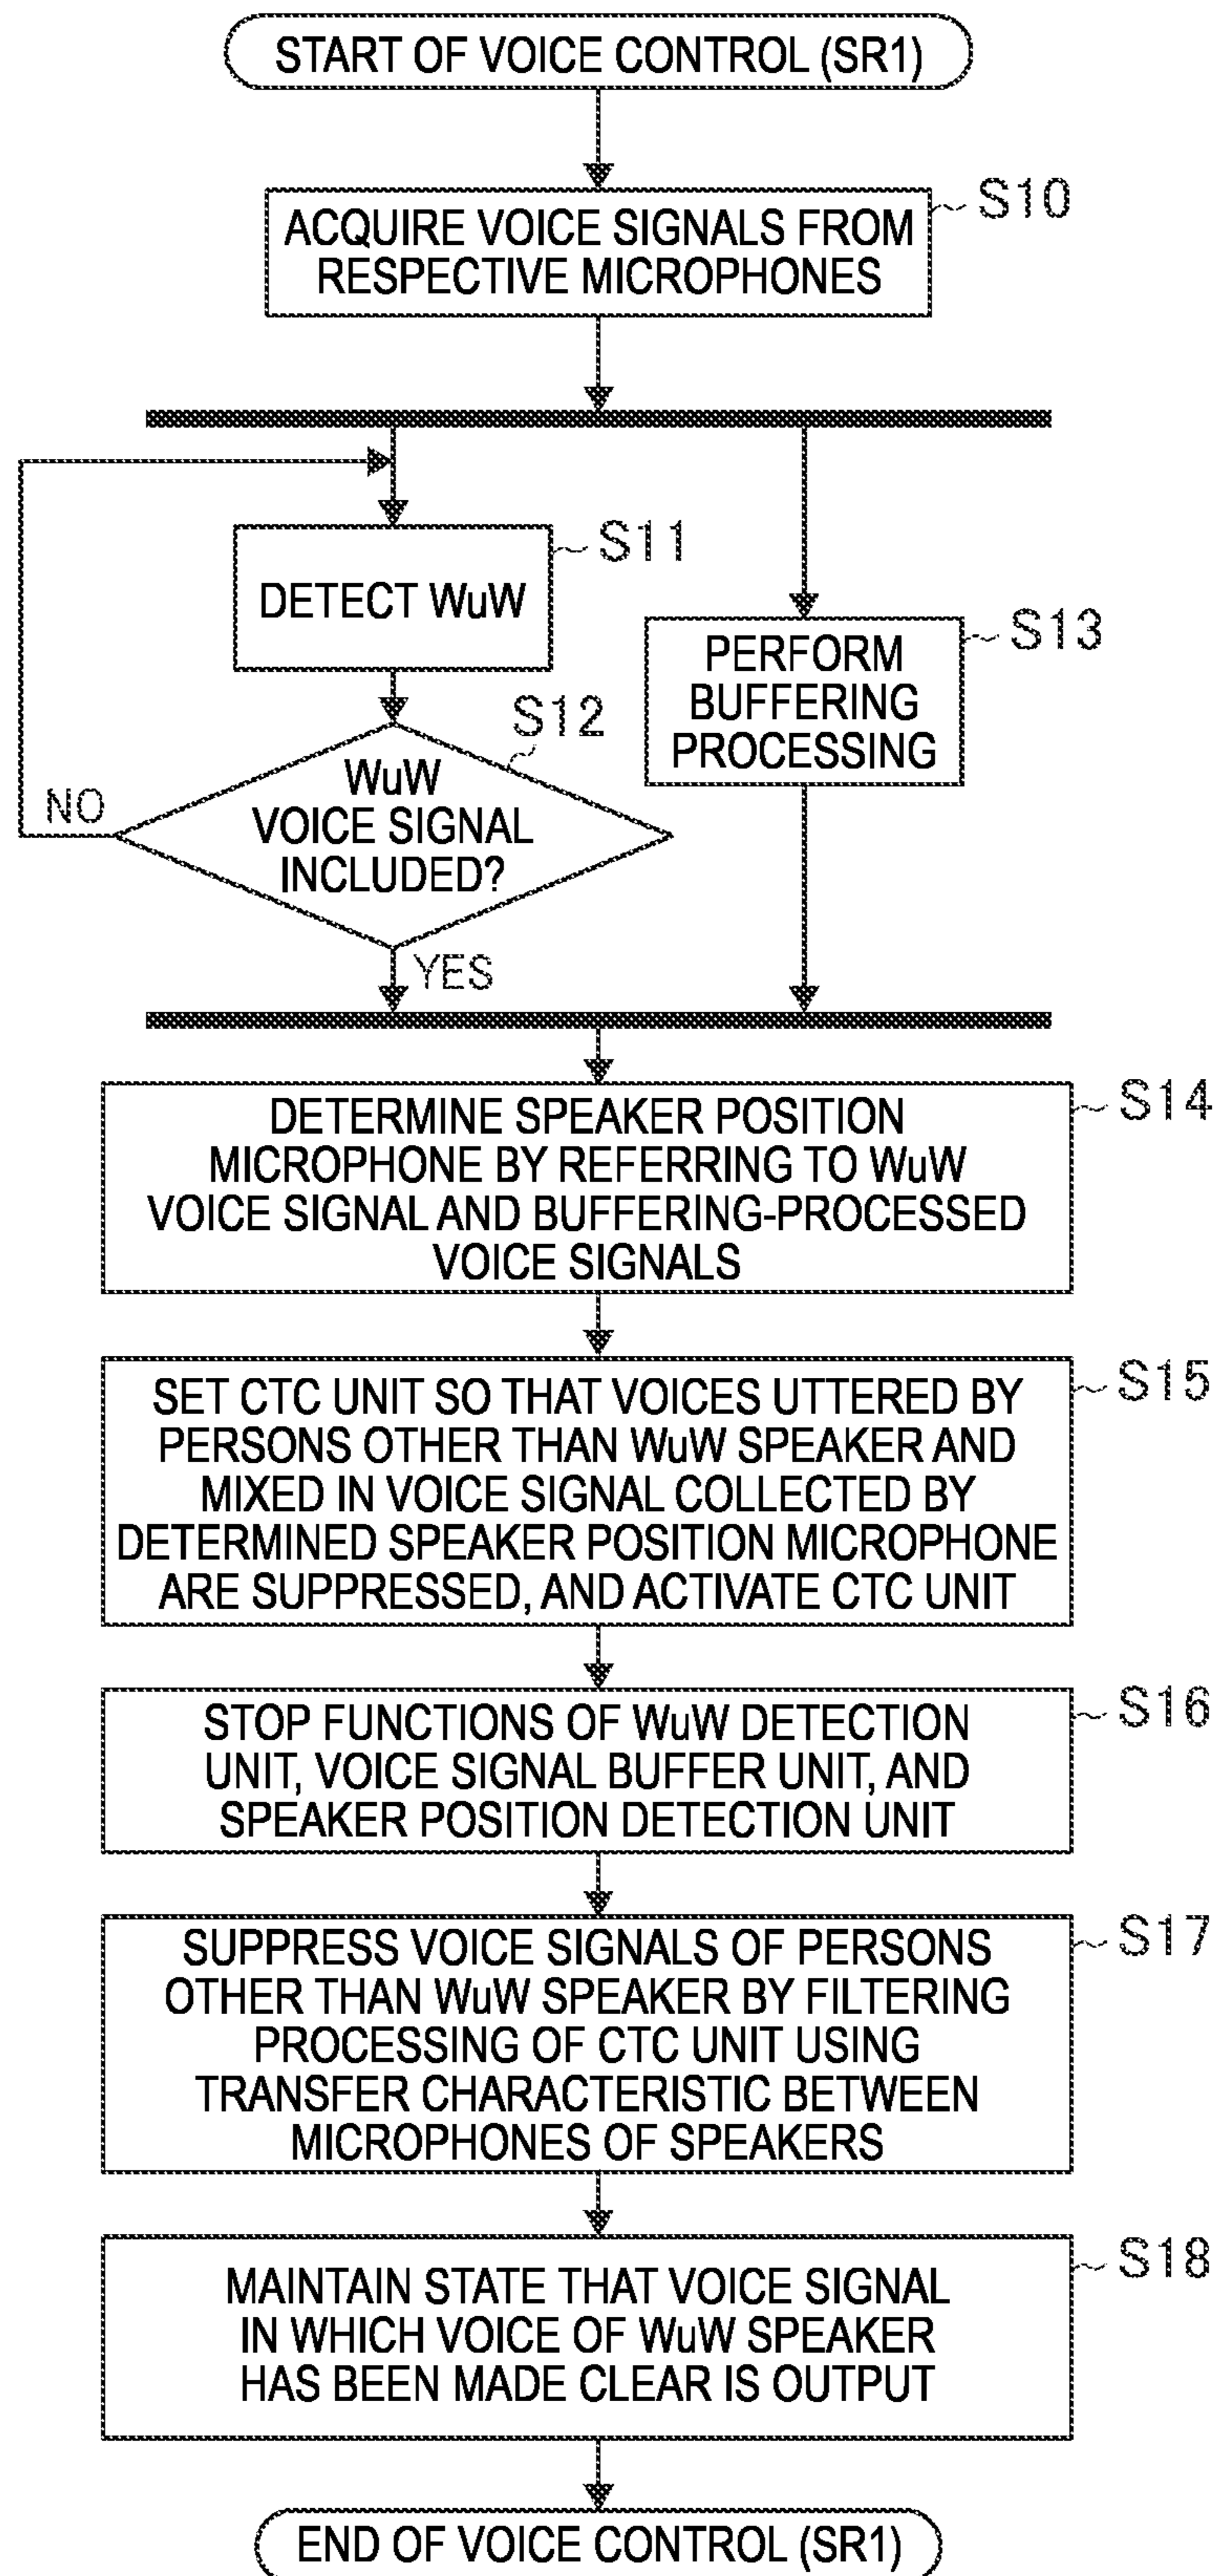 START OF VOICE CONTROL (SR1)
S10
ACQUIRE VOICE SIGNALS FROM
RESPECTIVE MICROPHONES
S11
DETECT WuW
S13
PERFORM
BUFFERING
PROCESSING
S12
WuW
VOICE SIGNAL
INCLUDED?
NO
YES
S14
DETERMINE SPEAKER POSITION
MICROPHONE BY REFERRING TO WuW
VOICE SIGNAL AND BUFFERING-PROCESSED
VOICE SIGNALS
S15
SET CTC UNIT SO THAT VOICES UTTERED BY
PERSONS OTHER THAN WuW SPEAKER AND
MIXED IN VOICE SIGNAL COLLECTED BY
DETERMINED SPEAKER POSITION MICROPHONE
ARE SUPPRESSED, AND ACTIVATE CTC UNIT
S16
STOP FUNCTIONS OF WuW DETECTION
UNIT, VOICE SIGNAL BUFFER UNIT, AND
SPEAKER POSITION DETECTION UNIT
S17
SUPPRESS VOICE SIGNALS OF PERSONS
OTHER THAN WuW SPEAKER BY FILTERING
PROCESSING OF CTC UNIT USING
TRANSFER CHARACTERISTIC BETWEEN
MICROPHONES OF SPEAKERS
S18
MAINTAIN STATE THAT VOICE SIGNAL
IN WHICH VOICE OF WuW SPEAKER
HAS BEEN MADE CLEAR IS OUTPUT
END OF VOICE CONTROL (SR1)